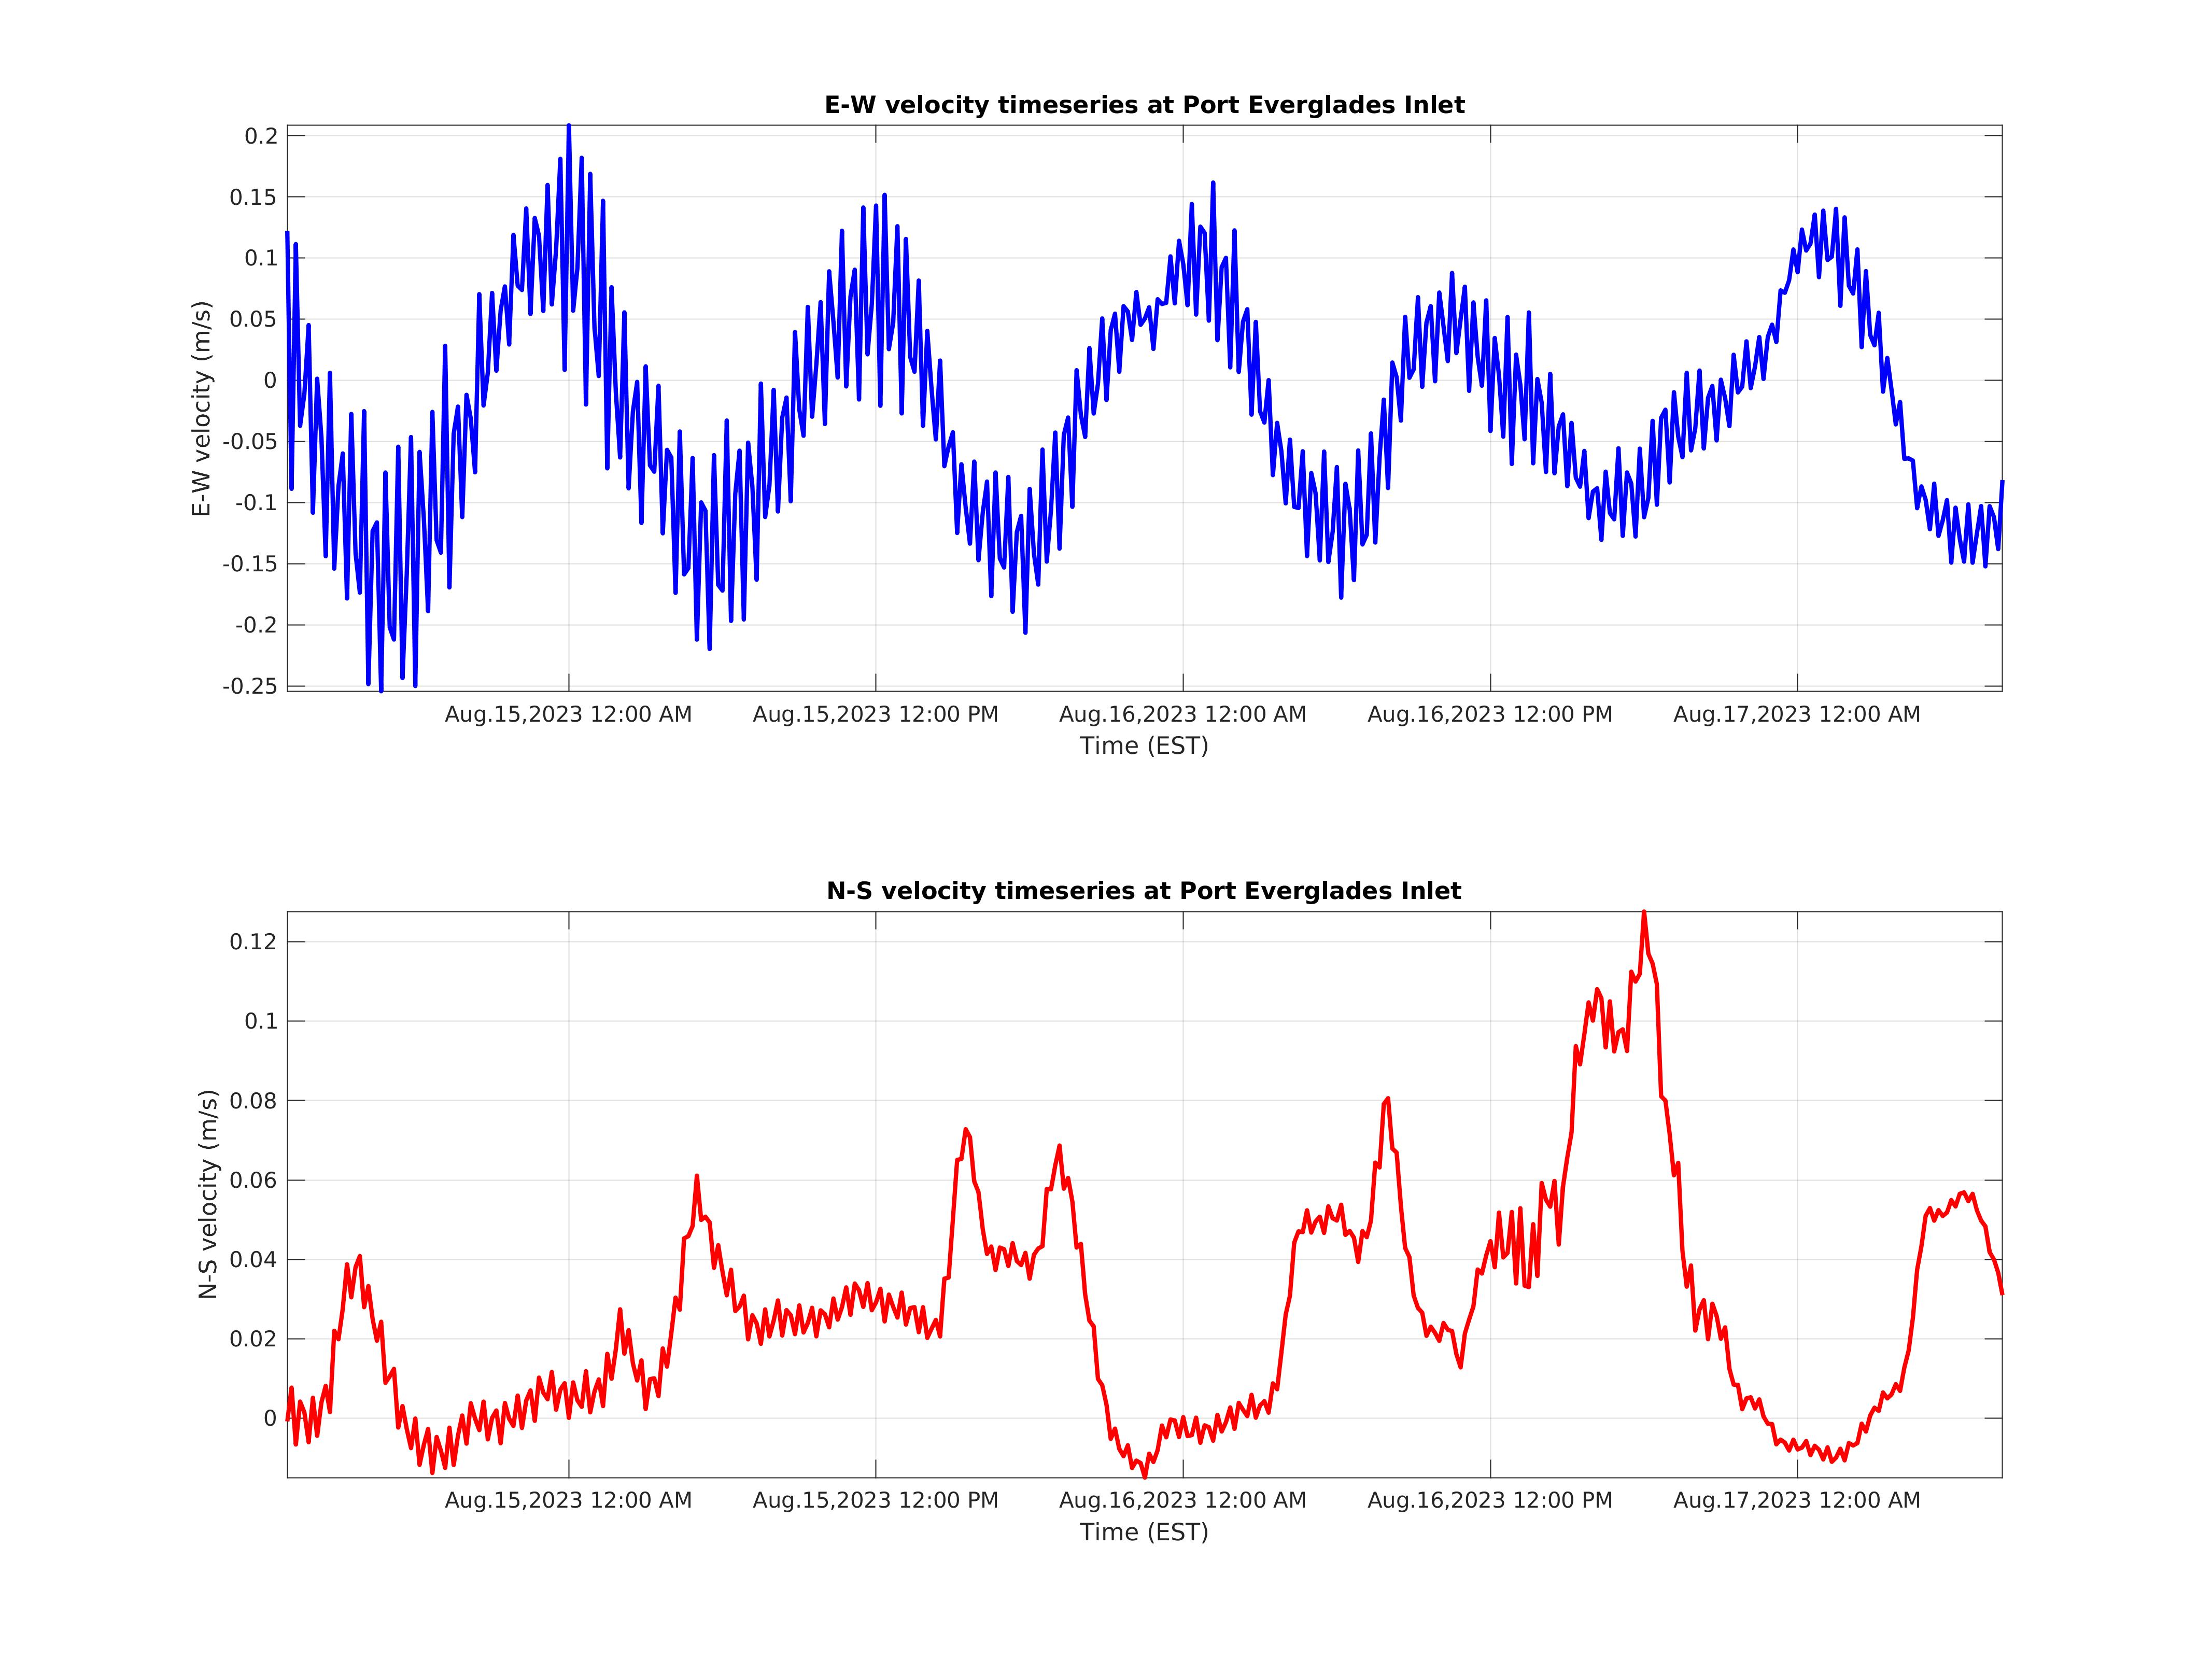 E-W velocity timeseries at Port Everglades Inlet
0.2
0.15
0.1
0.05
0
-0.05
-0.1
-0.15
-0.2
-0.25
E-W velocity (m/s)
Aug.15,2023 12:00 AM Aug.15,2023 12:00 PM Aug.16,2023 12:00 AM Aug.16,2023 12:00 PM Aug.17,2023 12:00 AM
Time (EST)
N-S velocity timeseries at Port Everglades Inlet
0.12
0.1
0.08
0.06
0.04
0.02
0
N-S velocity (m/s)
Aug.15,2023 12:00 AM Aug.15,2023 12:00 PM Aug.16,2023 12:00 AM Aug.16,2023 12:00 PM Aug.17,2023 12:00 AM
Time (EST)